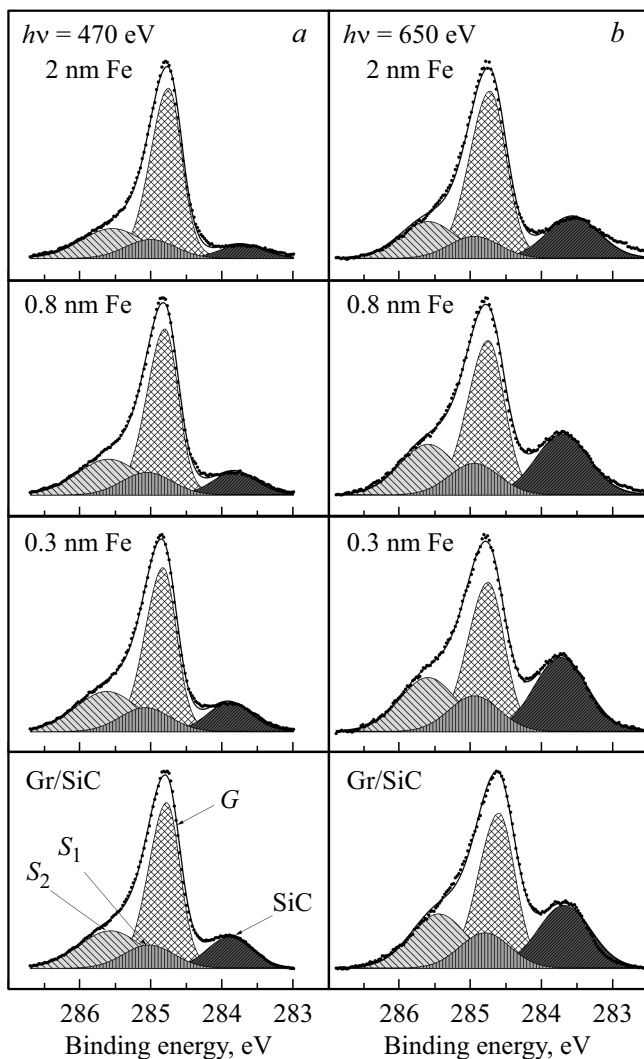 hν = 470 eV a
2 nm Fe
0.8 nm Fe
0.3 nm Fe
Gr/SiC
G
S1
S2
SiC
286 285 284 283
Binding energy, eV
hν = 650 eV b
2 nm Fe
0.8 nm Fe
0.3 nm Fe
Gr/SiC
286 285 284 283
Binding energy, eV